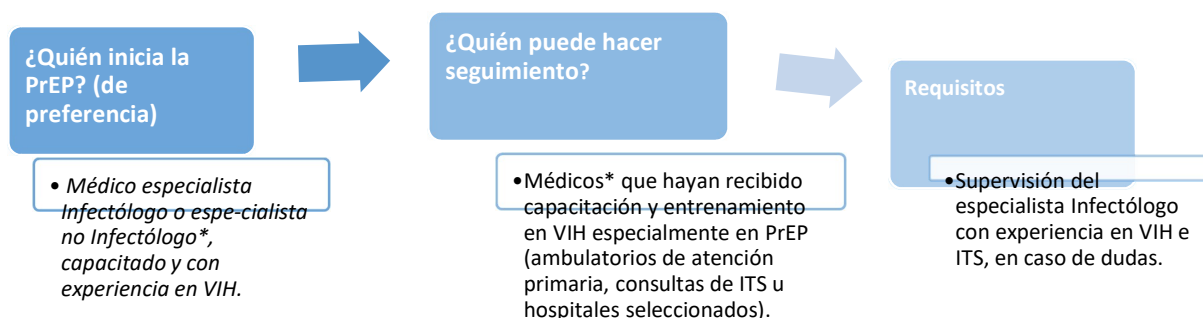 ¿Quién inicia la
PrEP? (de
preferencia)
• Médico especialista
Infectólogo o espe-cialista
no Infectólogo*,
capacitado y con
experiencia en VIH.
¿Quién puede hacer
seguimiento?
•Médicos* que hayan recibido
capacitación y entrenamiento
en VIH especialmente en PrEP
(ambulatorios de atención
primaria, consultas de ITS u
hospitales seleccionados).
Requisitos
•Supervisión del
especialista Infectólogo
con experiencia en VIH e
ITS, en caso de dudas.